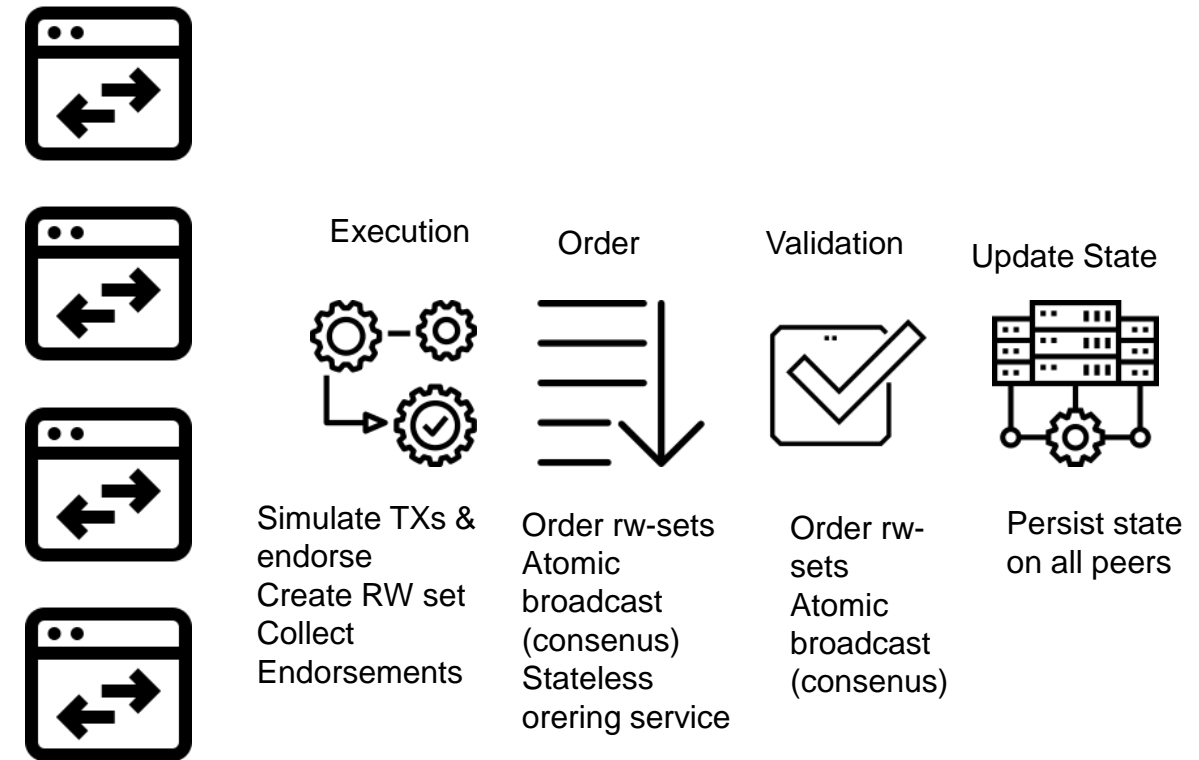 Execution
Simulate TXs &
endorse
Create RW set
Collect
Endorsements
Order
Order rw-sets
Atomic
broadcast
(consenus)
Stateless
orering service
Validation
Order rw-
sets
Atomic
broadcast
(consenus)
Update State
Persist state
on all peers